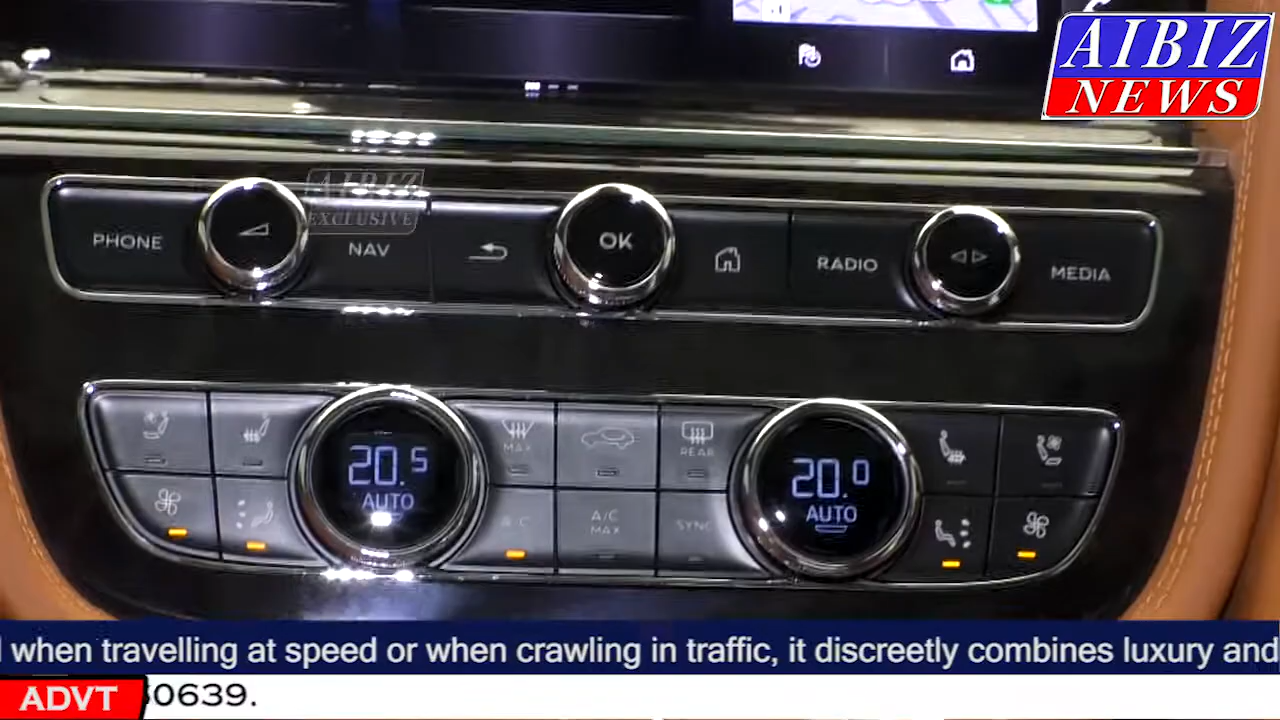 AIBIZ
NEWS
AIBIZ
EXCLUSIVE
PHONE
NAV
OK
RADIO
MEDIA
20.5
AUTO
MAX
REAR
20.0
AUTO
A/C
A/C
MAX
SYNC
when travelling at speed or when crawling in traffic, it discreetly combines luxury and
ADVT
0639.